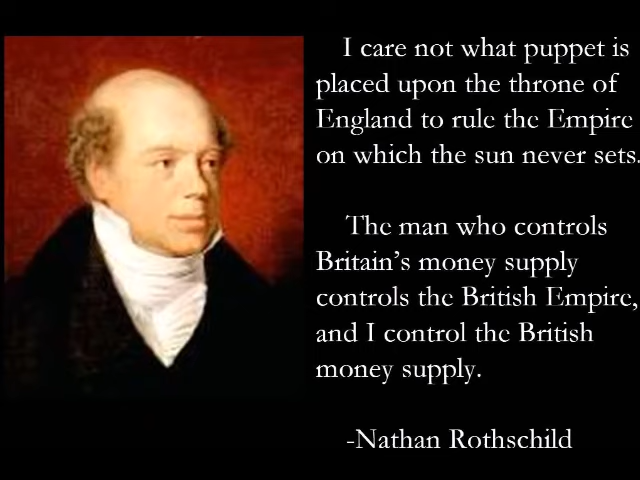 I care not what puppet is
placed upon the throne of
England to rule the Empire
on which the sun never sets.
The man who controls
Britain's money supply
controls the British Empire,
and I control the British
money supply.
-Nathan Rothschild